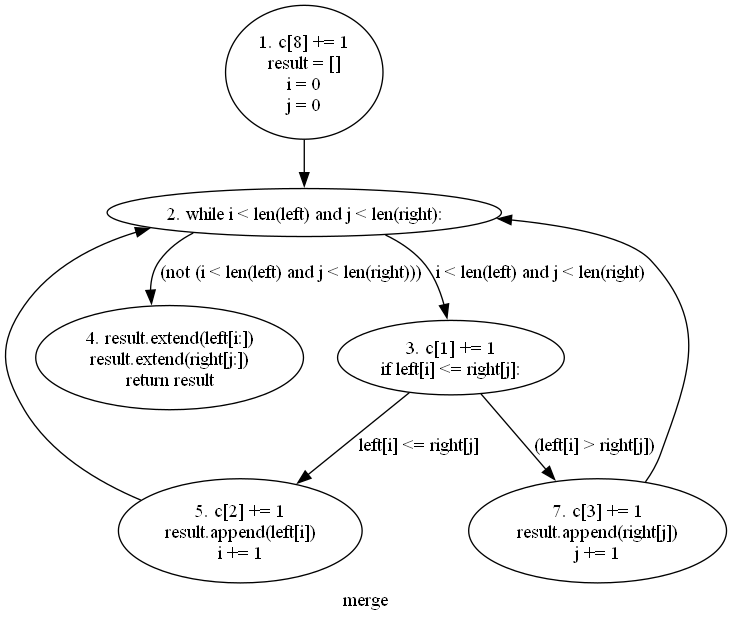 1. c[8] += 1
result = []
i = 0
j = 0
2. while i < len(left) and j < len(right):
(not (i < len(left) and j < len(right)))
i < len(left) and j < len(right)
4. result.extend(left[i:])
result.extend(right[j:])
return result
3. c[1] += 1
if left[i] <= right[j]:
left[i] <= right[j]
(left[i] > right[j])
5. c[2] += 1
result.append(left[i])
i += 1
7. c[3] += 1
result.append(right[j])
j += 1
merge